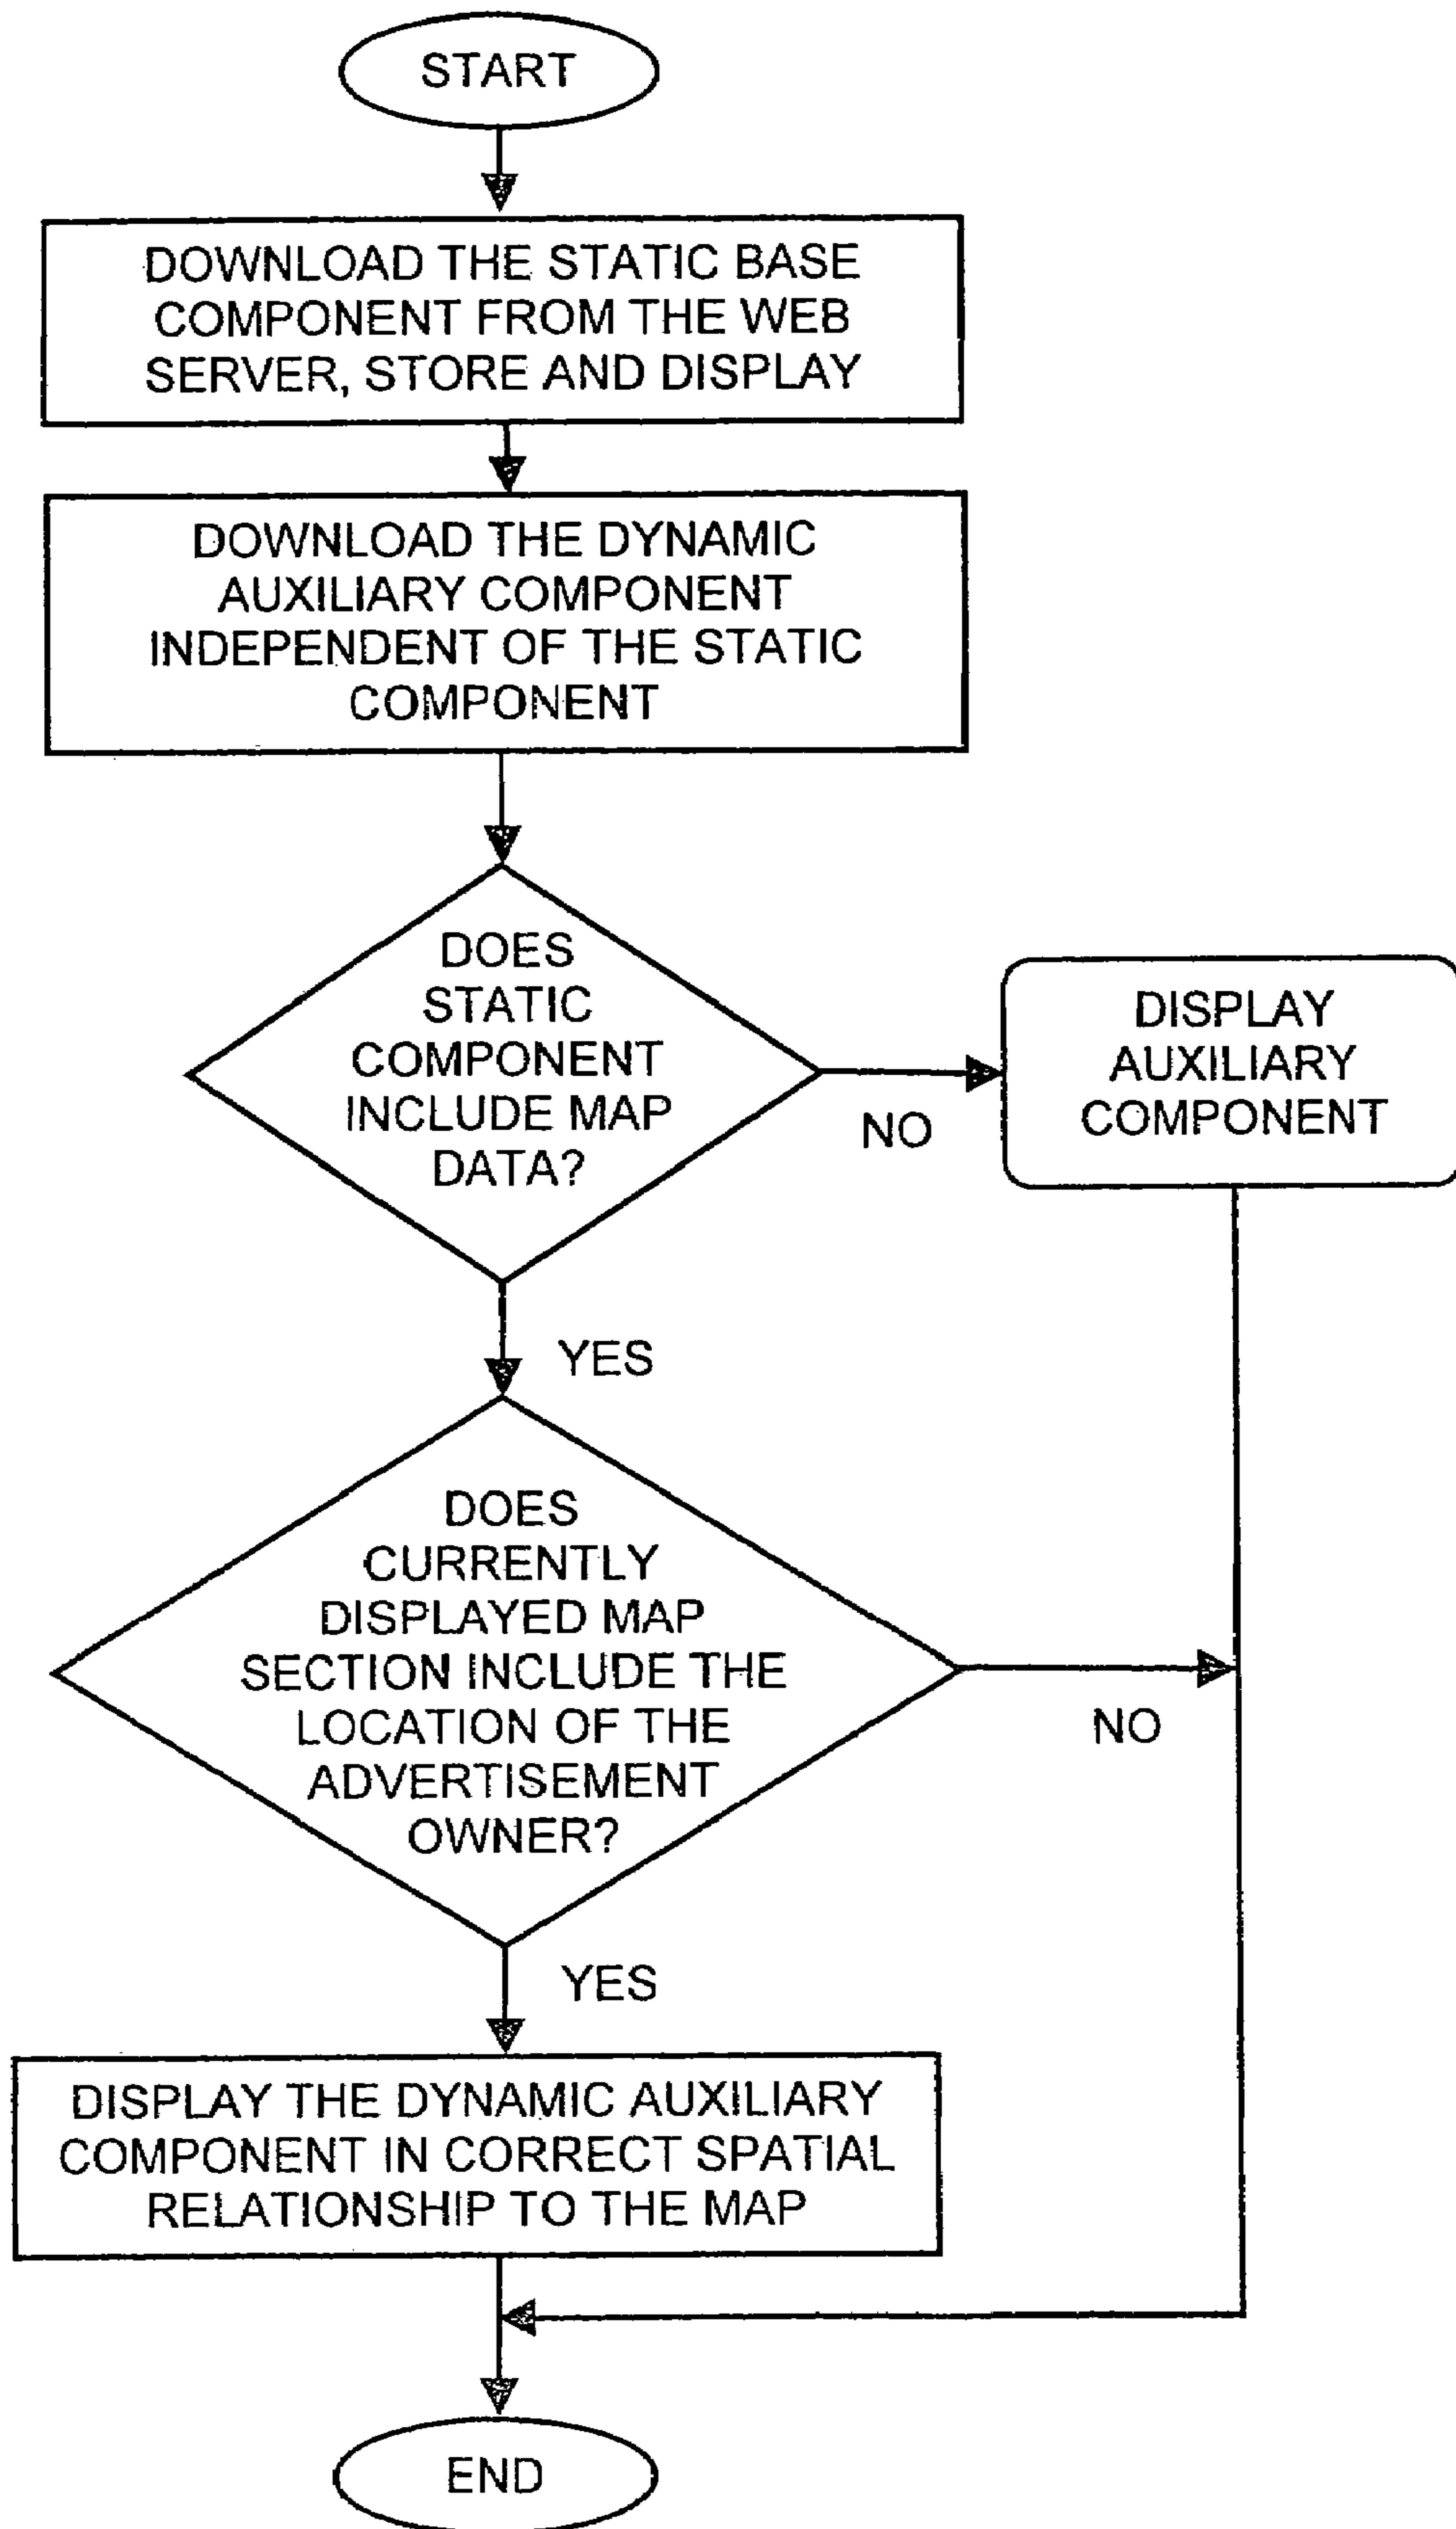 START
DOWNLOAD THE STATIC BASE
COMPONENT FROM THE WEB
SERVER, STORE AND DISPLAY
DOWNLOAD THE DYNAMIC
AUXILIARY COMPONENT
INDEPENDENT OF THE STATIC
COMPONENT
DOES
STATIC
COMPONENT
INCLUDE MAP
DATA?
NO
DISPLAY
AUXILIARY
COMPONENT
YES
DOES
CURRENTLY
DISPLAYED MAP
SECTION INCLUDE THE
LOCATION OF THE
ADVERTISEMENT
OWNER?
NO
YES
DISPLAY THE DYNAMIC AUXILIARY
COMPONENT IN CORRECT SPATIAL
RELATIONSHIP TO THE MAP
END